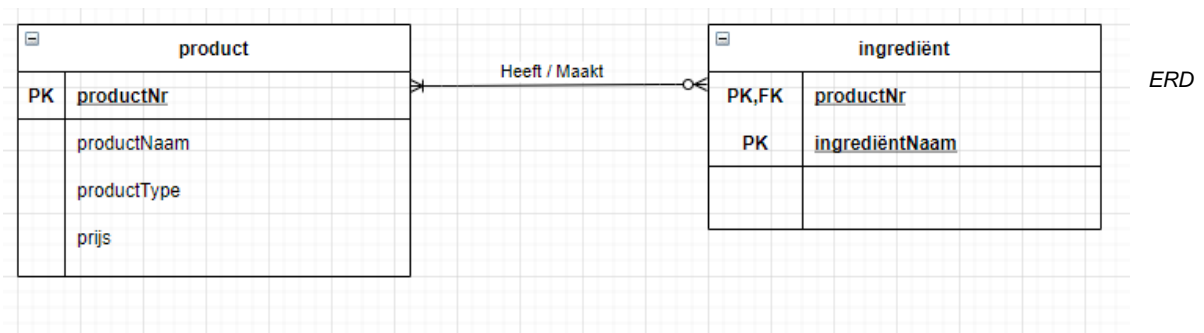 product
PK productNr
productNaam
productType
prijs
Heeft / Maakt
ingrediënt
PK,FK productNr
PK ingrediëntNaam
ERD